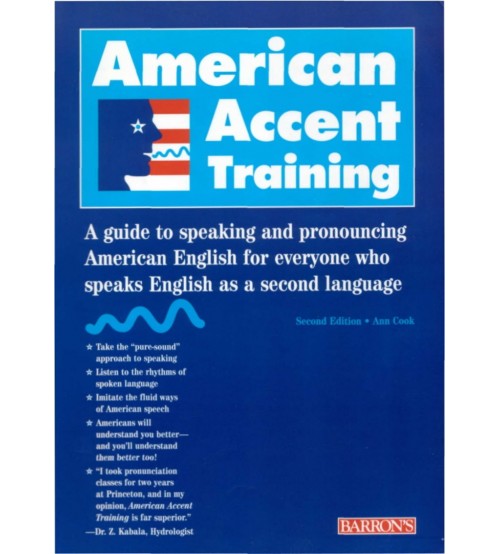 American
Accent
Training
A guide to speaking and pronouncing
American English for everyone who
speaks English as a second language
Second Edition • Ann Cook
☆ Take the “pure-sound”
approach to speaking
☆ Listen to the rhythms of
spoken language
☆ Imitate the fluid ways
of American speech
☆ Americans will
understand you better—
and you’ll understand
them better too!
☆ “I took pronunciation
classes for two years
at Princeton, and in my
opinion, American Accent
Training is far superior.”
—Dr. Z. Kabala, Hydrologist
BARRON’S